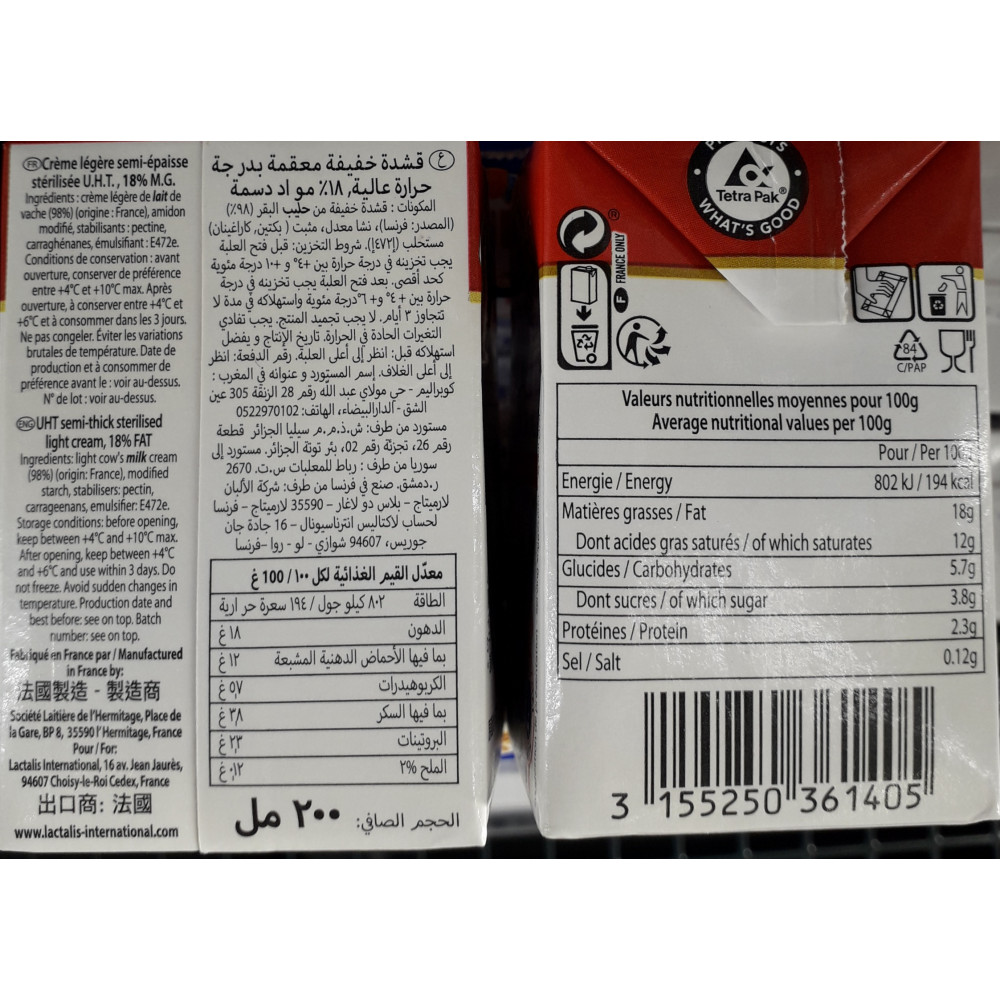 FR Crème légère semi-épaisse
stérilisée U.H.T., 18% M.G.
Ingrédients : crème légère de lait de
vache (98%) (origine : France), amidon
modifié, stabilisants : pectine,
carraghénanes, émulsifiant : E472e.
Conditions de conservation : avant
ouverture, conserver de préférence
entre +4°C et +10°C max. Après
ouverture, à conserver entre +4°C et
+6°C et à consommer dans les 3 jours.
Ne pas congeler. Éviter les variations
brutales de température. Date de
production et à consommer de
préférence avant le : voir au-dessus.
N° de lot : voir au-dessus.
ENG UHT semi-thick sterilised
light cream, 18% FAT
Ingredients: light cow's milk cream
(98%) (origin: France), modified
starch, stabilisers: pectin,
carrageenans, emulsifier: E472e.
Storage conditions: before opening,
keep between +4°C and +10°C max.
After opening, keep between +4°C
and +6°C and use within 3 days. Do
not freeze. Avoid sudden changes in
temperature. Production date and
best before: see on top. Batch
number: see on top.
Fabriqué en France par / Manufactured
in France by:
法國製造 - 製造商
Société Laitière de l'Hermitage, Place de
la Gare, BP 8, 35590 l'Hermitage, France
Pour / For:
Lactalis International, 16 av. Jean Jaurès,
94607 Choisy-le-Roi Cedex, France
出口商: 法國
www.lactalis-international.com
ع قشدة خفيفة معقمة بدر جة
حرارة عالية, ١٨٪ مو اد دسمة
المكونات : قشدة خفيفة من حليب البقر (٩٨٪)
(المصدر: فرنسا)، نشا معدل، مثبت ( بكتين, كاراغينان)
مستحلب (إ٤٧٢إ). شروط التخزين: قبل فتح العلبة
يجب تخزينه في درجة حرارة بين +٤° و +١٠ درجة مئوية
كحد أقصى. بعد فتح العلبة يجب تخزينه في درجة
حرارة بين + ٤° و+ ٦°درجة مئوية واستهلاكه في مدة لا
تتجاوز ٣ أيام. لا يجب تجميد المنتج. يجب تفادي
التغيرات الحادة في الحرارة. تاريخ الإنتاج و يفضل
استهلاكه قبل: انظر إلى أعلى العلبة. رقم الدفعة: انظر
إلى أعلى الغلاف. إسم المستورد و عنوانه في المغرب :
كوبراليم - حي مولاي عبد الله رقم 28 الزنقة 305 عين
الشق - الدارالبيضاء، الهاتف: 0522970102
مستورد من طرف: ش.ذ.م.م سيليا الجزائر قطعة
رقم 26، تجزئة رقم 02، بئر توتة الجزائر. مستورد إلى
سوريا من طرف : رباط للمعلبات س.ت. 2670
ر.دمشق. صنع في فرنسا من طرف: شركة الألبان
لارميتاج – بلاس دو لاغار – 35590 لارميتاج – فرنسا
لحساب لاكتاليس انترناسيونال – 16 جادة جان
جوريس، 94607 شوازي - لو - روا –فرنسا
معدّل القيم الغذائية لكل ١٠٠ / 100 غ
الطاقة ٨٠٢ كيلو جول / ١٩٤ سعرة حر ارية
الدهون ١٨ غ
بما فيها الأحماض الدهنية المشبعة ١٢ غ
الكربوهيدرات ٥,٧ غ
بما فيها السكر ٣,٨ غ
البروتينات ٢,٣ غ
الملح ٢% ٠,١٢ غ
الحجم الصافي: ٢٠٠ مل
Tetra Pak®
WHAT'S GOOD
®
F FRANCE ONLY
84
C/PAP
Valeurs nutritionnelles moyennes pour 100g
Average nutritional values per 100g
Pour / Per 100g
Energie / Energy 802 kJ / 194 kcal
Matières grasses / Fat 18g
Dont acides gras saturés / of which saturates 12g
Glucides / Carbohydrates 5.7g
Dont sucres / of which sugar 3.8g
Protéines / Protein 2.3g
Sel / Salt 0.12g
3 155250 361405